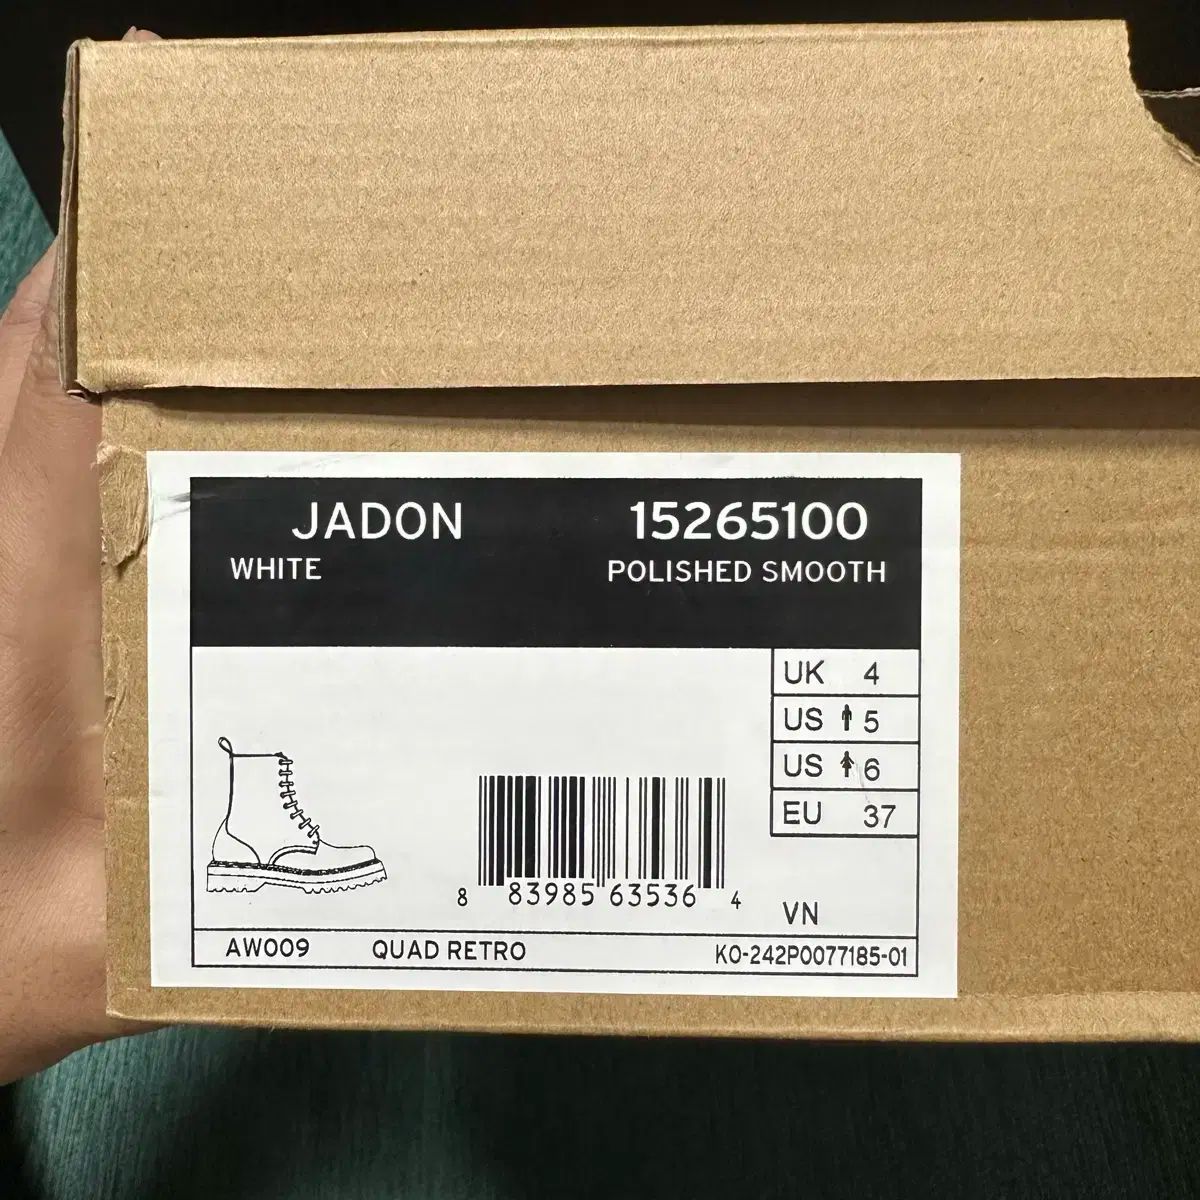 JADON 15265100
WHITE POLISHED SMOOTH
UK 4
US 5
US 6
EU 37
8 83985 63536 4
VN
AW009 QUAD RETRO KO-242P0077185-01